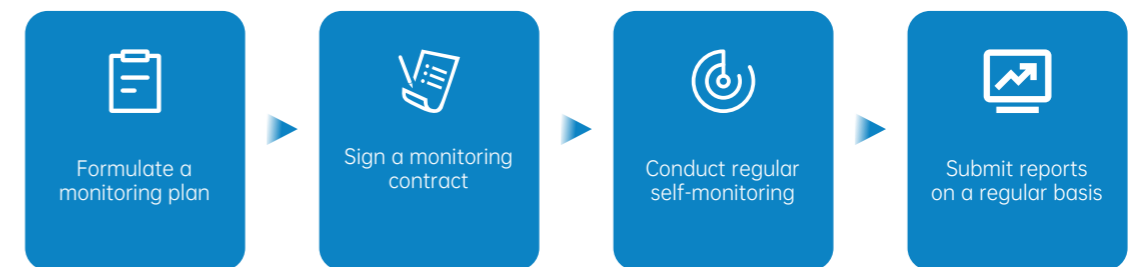 Formulate a
monitoring plan
Sign a monitoring
contract
Conduct regular
self-monitoring
Submit reports
on a regular basis